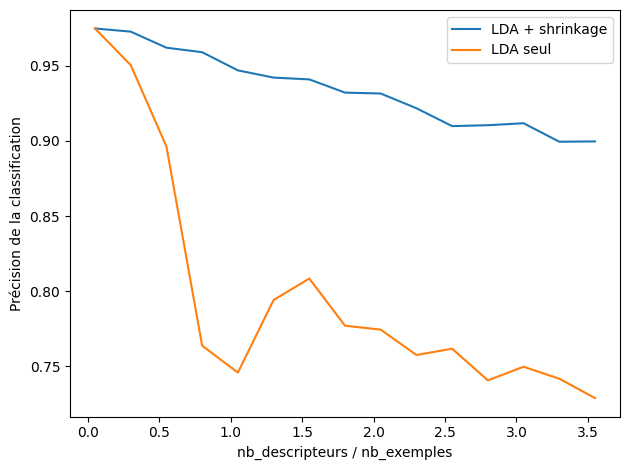 LDA + shrinkage
LDA seul
Précision de la classification
0.95
0.90
0.85
0.80
0.75
0.0 0.5 1.0 1.5 2.0 2.5 3.0 3.5
nb_descripteurs / nb_exemples